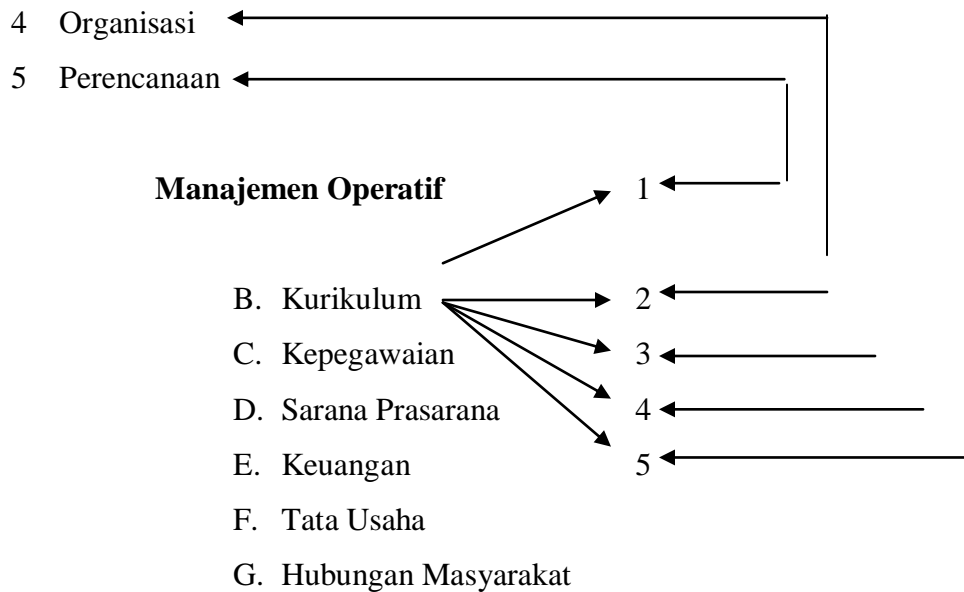 4 Organisasi
5 Perencanaan
Manajemen Operatif 1
B. Kurikulum 2
C. Kepegawaian 3
D. Sarana Prasarana 4
E. Keuangan 5
F. Tata Usaha
G. Hubungan Masyarakat